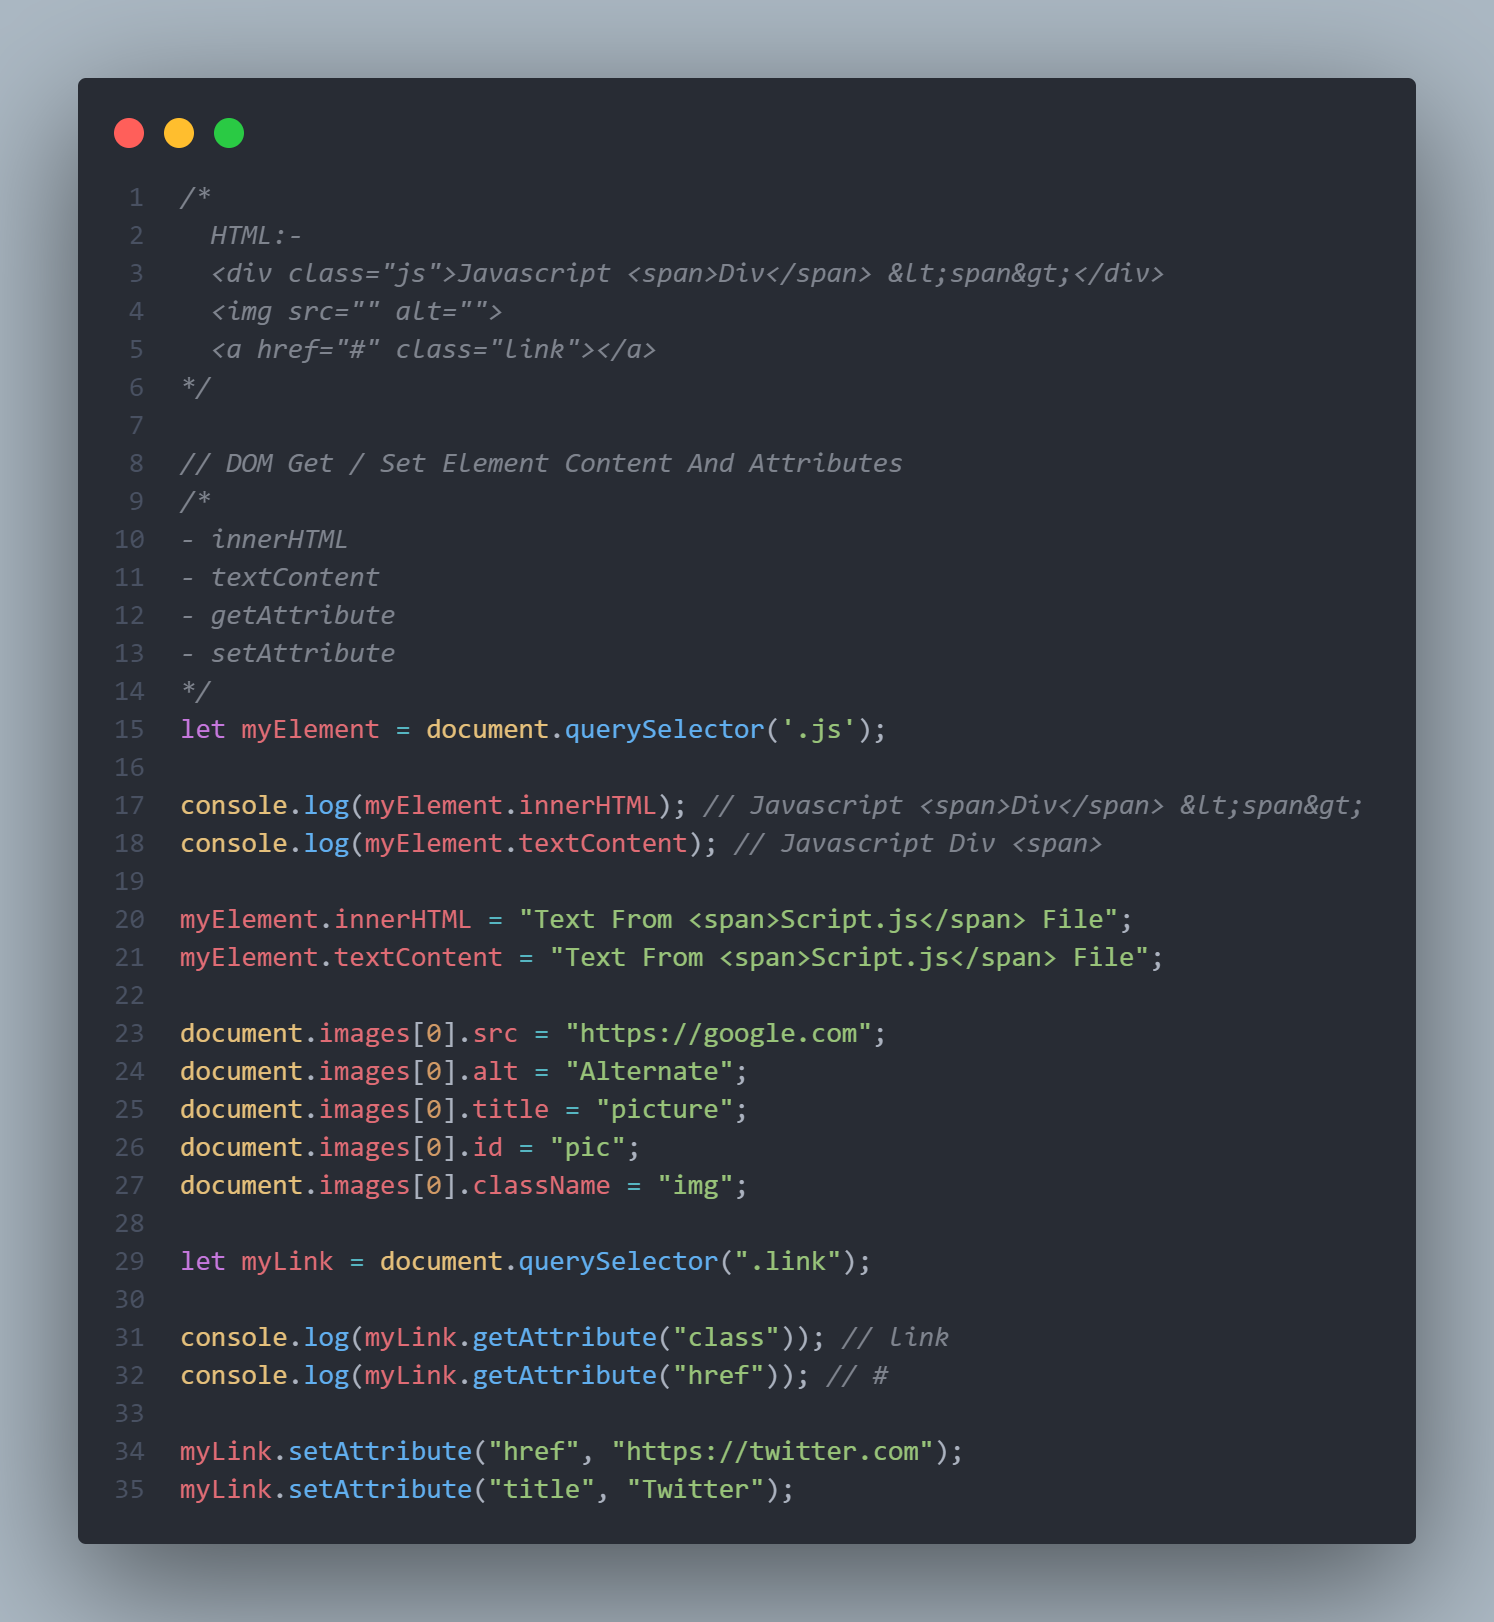 1 /*
2   HTML:-
3   <div class="js">Javascript <span>Div</span> &lt;span&gt;</div>
4   <img src="" alt="">
5   <a href="#" class="link"></a>
6 */
7
8 // DOM Get / Set Element Content And Attributes
9 /*
10 - innerHTML
11 - textContent
12 - getAttribute
13 - setAttribute
14 */
15 let myElement = document.querySelector('.js');
16
17 console.log(myElement.innerHTML); // Javascript <span>Div</span> &lt;span&gt;
18 console.log(myElement.textContent); // Javascript Div <span>
19
20 myElement.innerHTML = "Text From <span>Script.js</span> File";
21 myElement.textContent = "Text From <span>Script.js</span> File";
22
23 document.images[0].src = "https://google.com";
24 document.images[0].alt = "Alternate";
25 document.images[0].title = "picture";
26 document.images[0].id = "pic";
27 document.images[0].className = "img";
28
29 let myLink = document.querySelector(".link");
30
31 console.log(myLink.getAttribute("class")); // link
32 console.log(myLink.getAttribute("href")); // #
33
34 myLink.setAttribute("href", "https://twitter.com");
35 myLink.setAttribute("title", "Twitter");